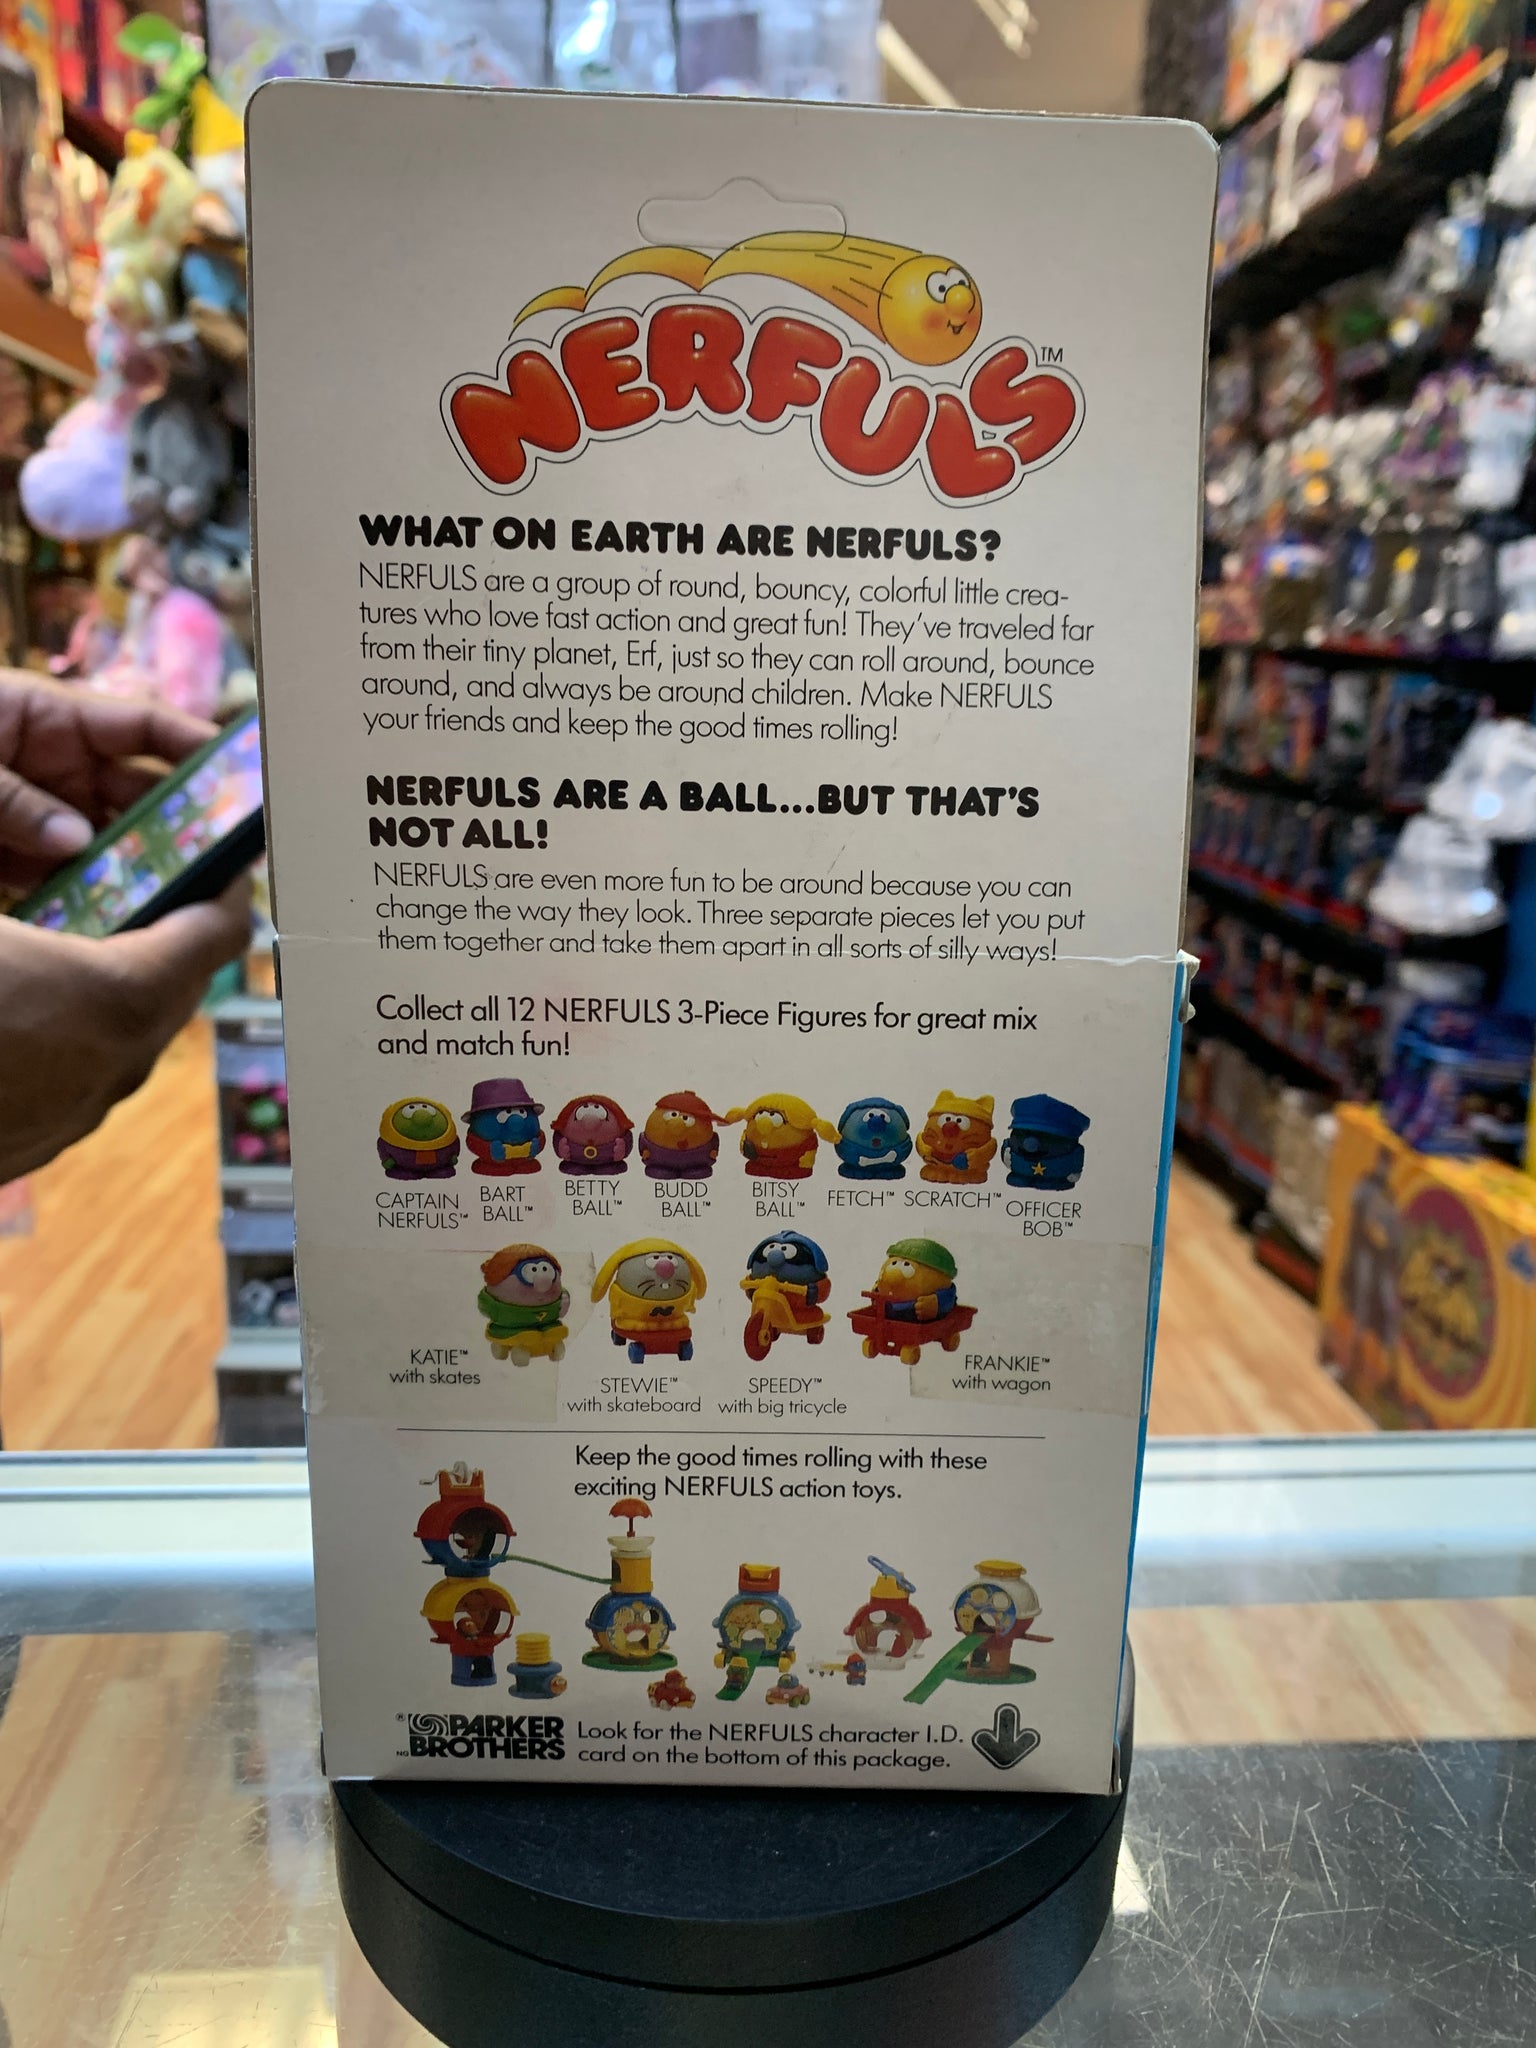 NERFULS™
WHAT ON EARTH ARE NERFULS?
NERFULS are a group of round, bouncy, colorful little crea-
tures who love fast action and great fun! They've traveled far
from their tiny planet, Erf, just so they can roll around, bounce
around, and always be around children. Make NERFULS
your friends and keep the good times rolling!
NERFULS ARE A BALL...BUT THAT'S
NOT ALL!
NERFULS are even more fun to be around because you can
change the way they look. Three separate pieces let you put
them together and take them apart in all sorts of silly ways!
Collect all 12 NERFULS 3-Piece Figures for great mix
and match fun!
CAPTAIN
NERFULS™
BART
BALL™
BETTY
BALL™
BUDD
BALL™
BITSY
BALL™
FETCH™
SCRATCH™
OFFICER
BOB™
KATIE™
with skates
STEWIE™
with skateboard
SPEEDY™
with big tricycle
FRANKIE™
with wagon
Keep the good times rolling with these
exciting NERFULS action toys.
® PARKER
BROTHERS
Look for the NERFULS character I.D.
card on the bottom of this package.